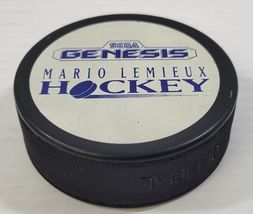 SEGA
GENESIS
MARIO LEMIEUX
HOCKEY